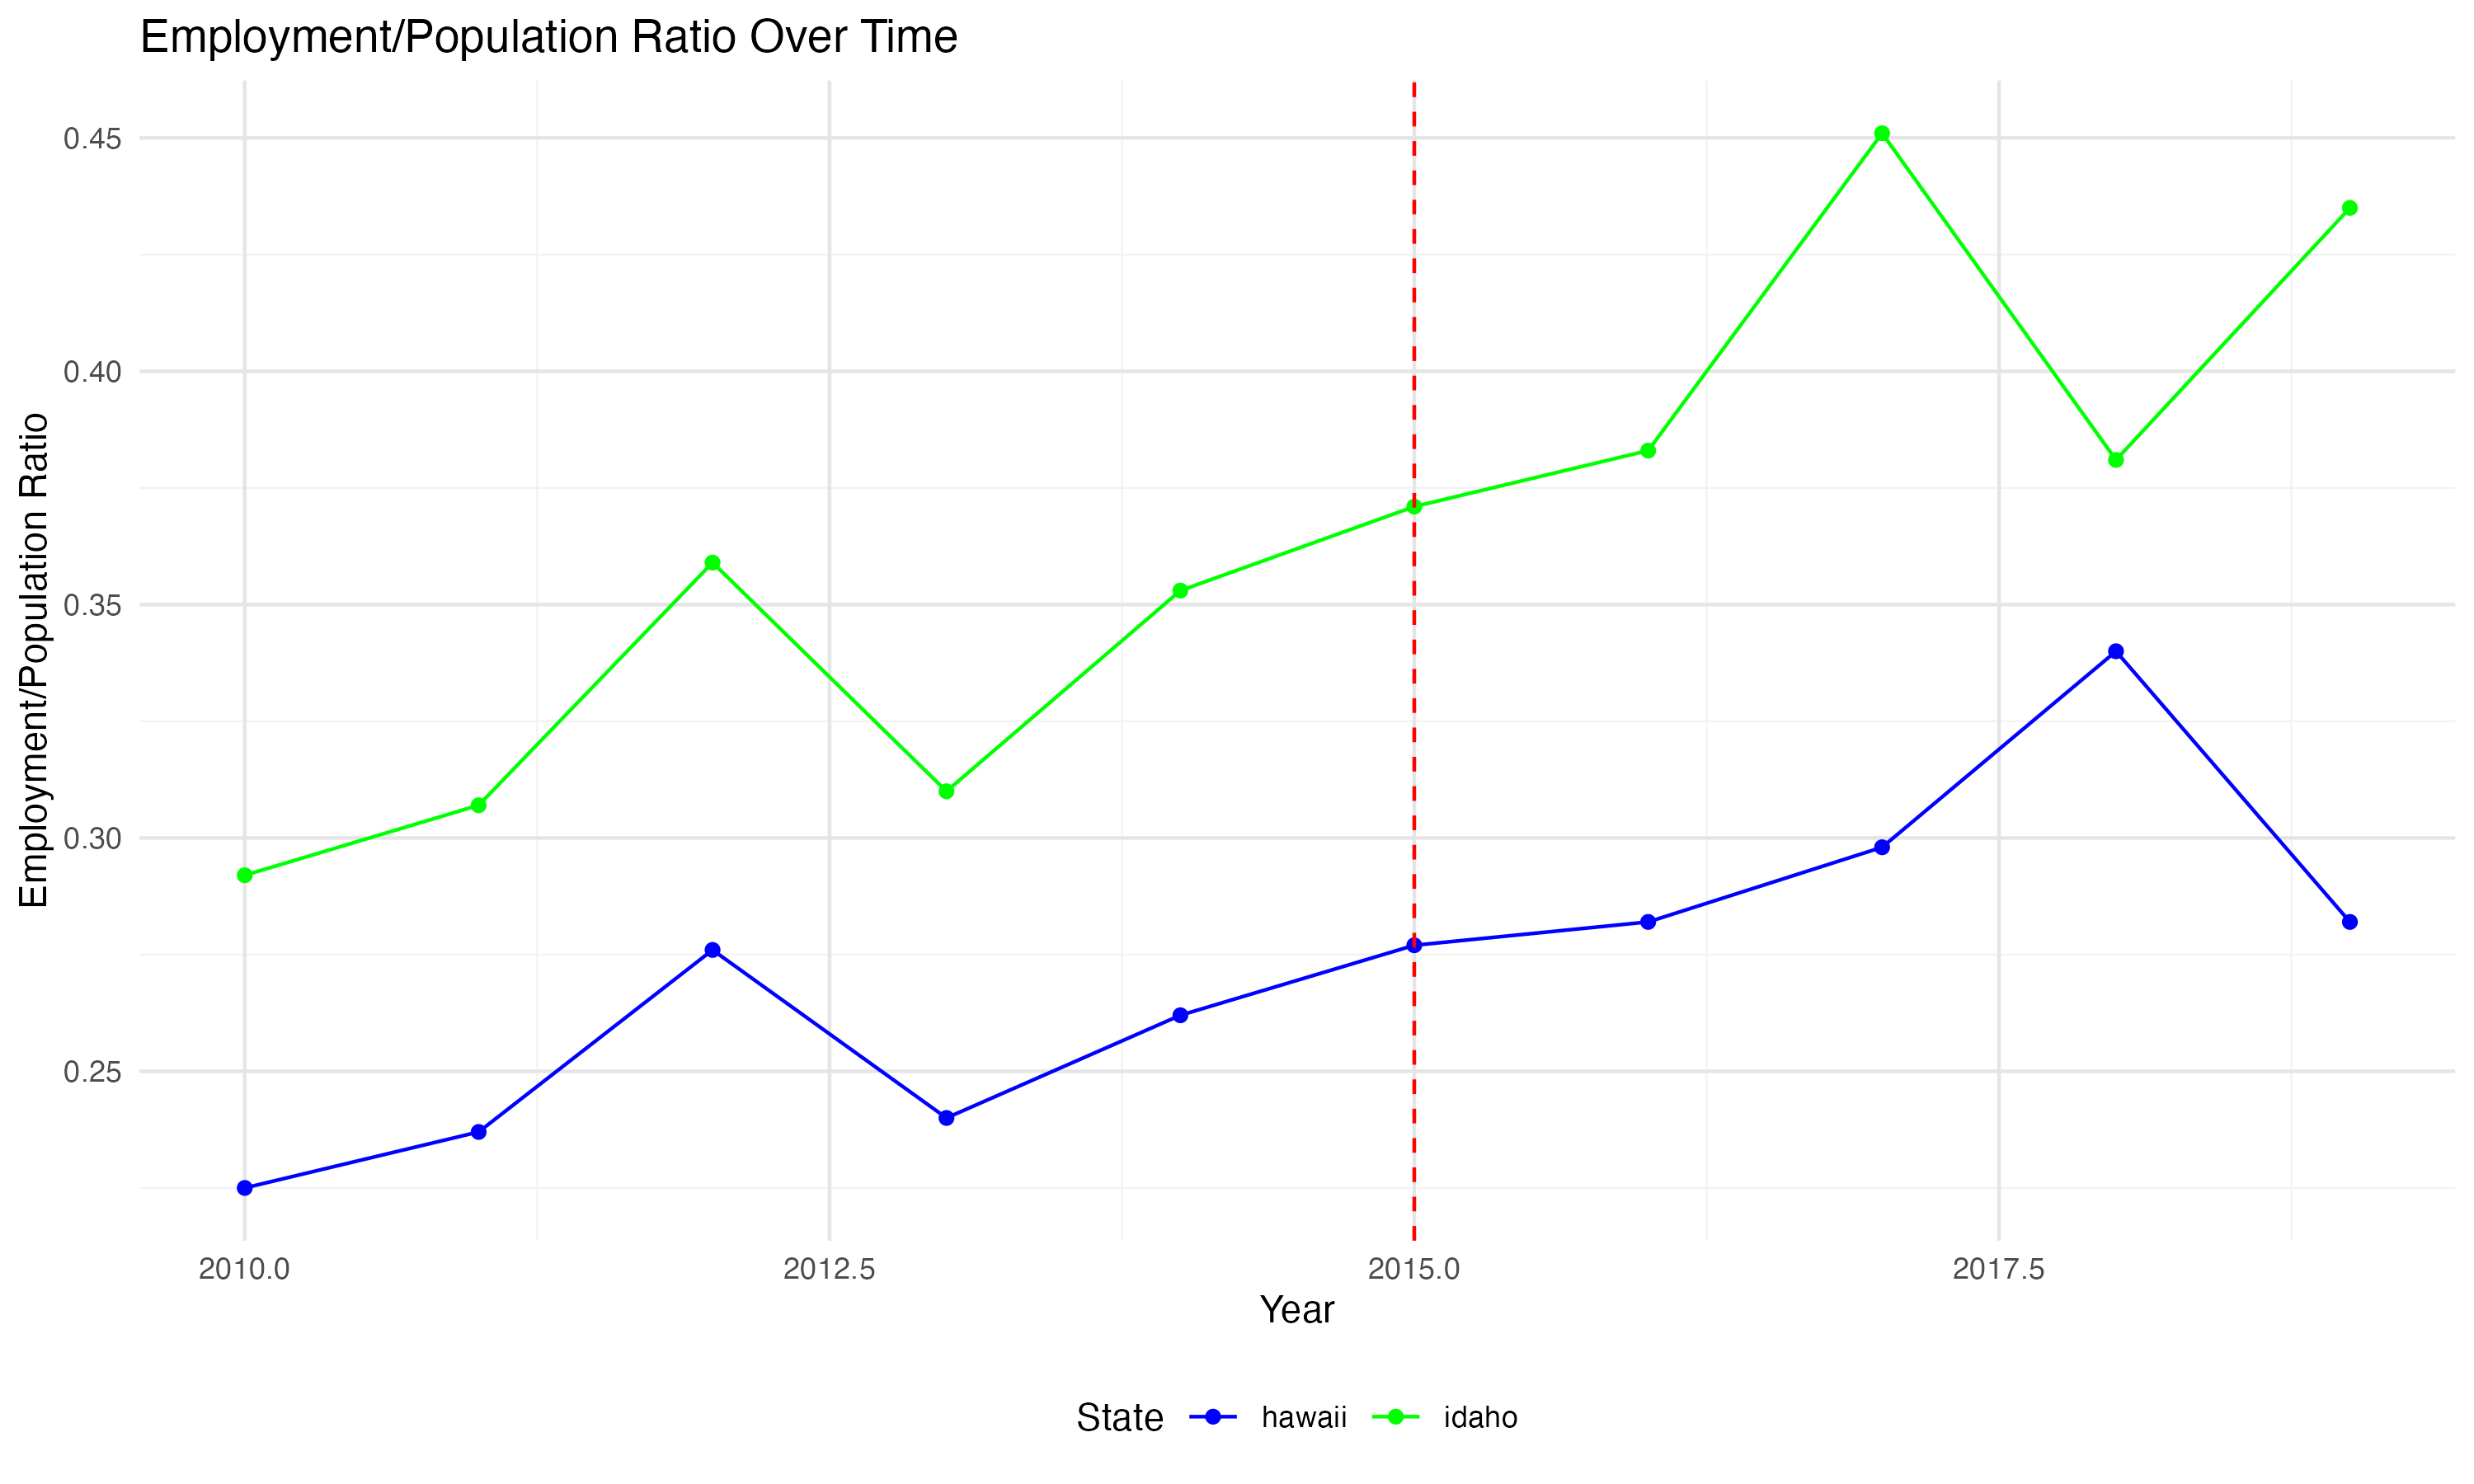 Employment/Population Ratio Over Time
Employment/Population Ratio
0.45
0.40
0.35
0.30
0.25
2010.0 2012.5 2015.0 2017.5
Year
State hawaii idaho